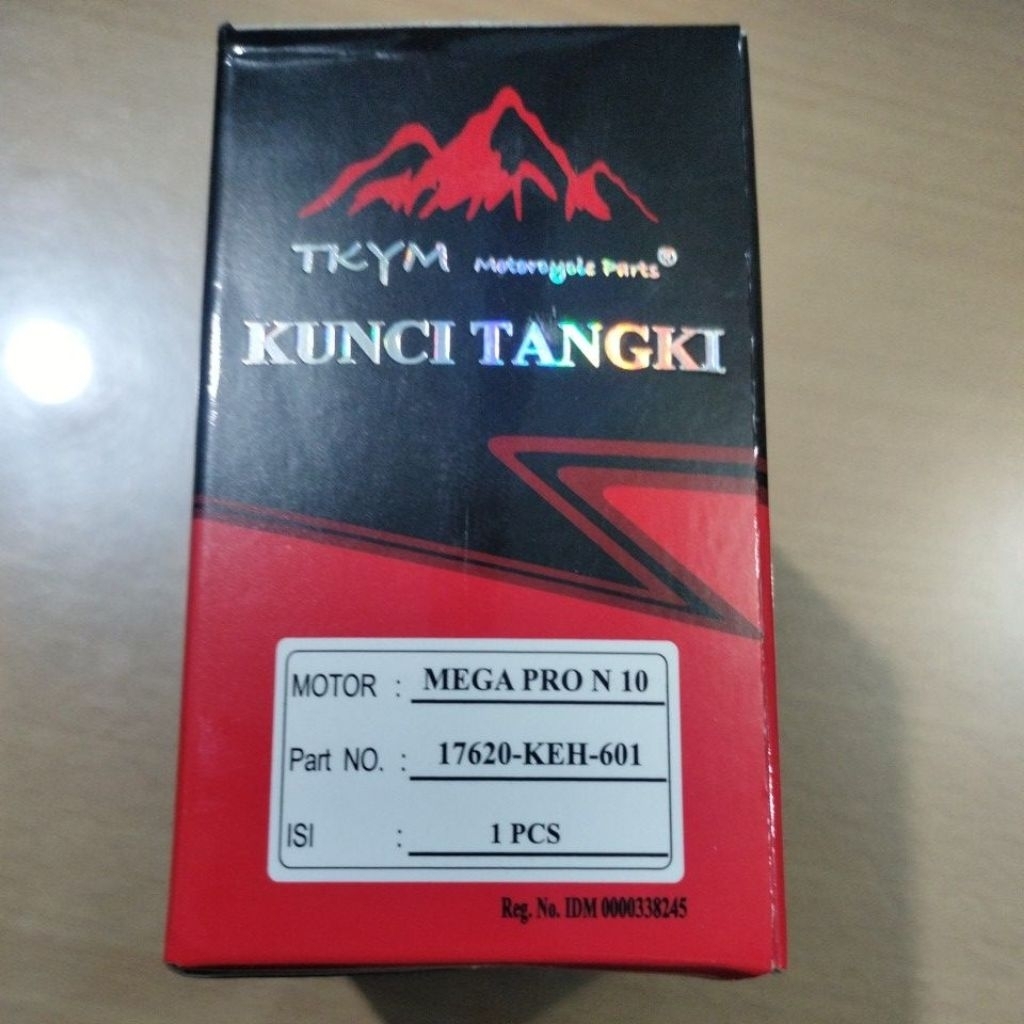 TKYM Motorcycle Parts®
KUNCI TANGKI
MOTOR : MEGA PRO N 10
Part NO. : 17620-KEH-601
ISI : 1 PCS
Reg. No. IDM 0000338245